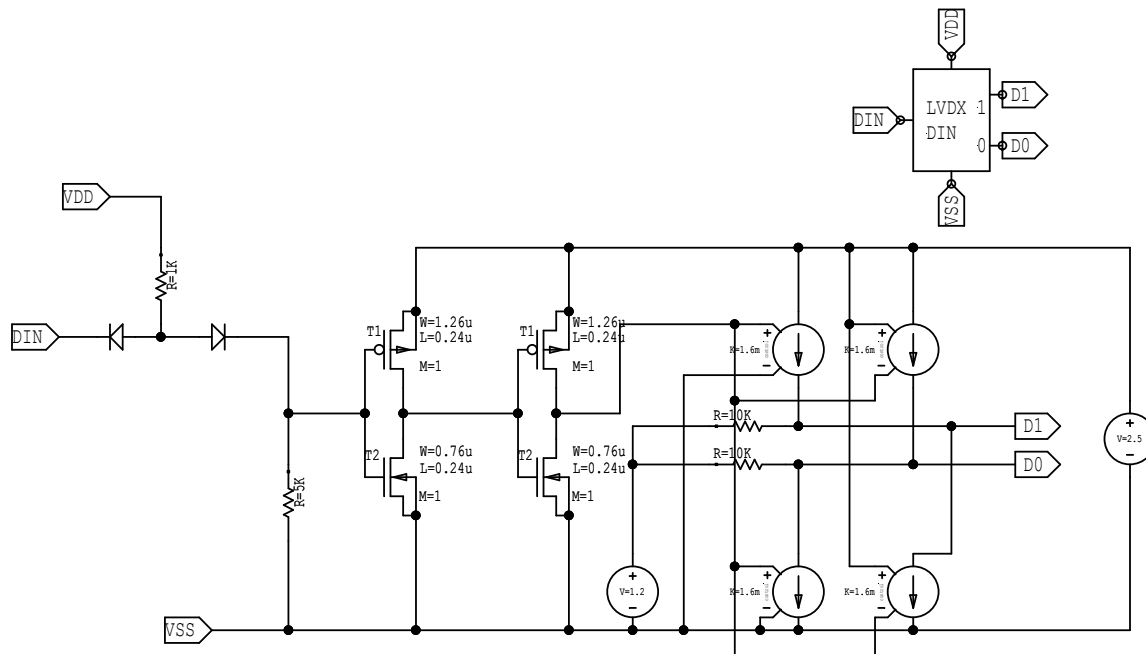 VDD
LVDX 1
DIN
0
D1
D0
DIN
VSS
VDD
R=1K
DIN
T1
W=1.26u
L=0.24u
M=1
T1
W=1.26u
L=0.24u
M=1
+
K=1.6m
−
+
K=1.6m
−
R=10K
D1
R=10K
D0
+
V=2.5
−
T2
W=0.76u
L=0.24u
M=1
T2
W=0.76u
L=0.24u
M=1
R=5K
+
V=1.2
−
+
K=1.6m
−
+
K=1.6m
−
VSS